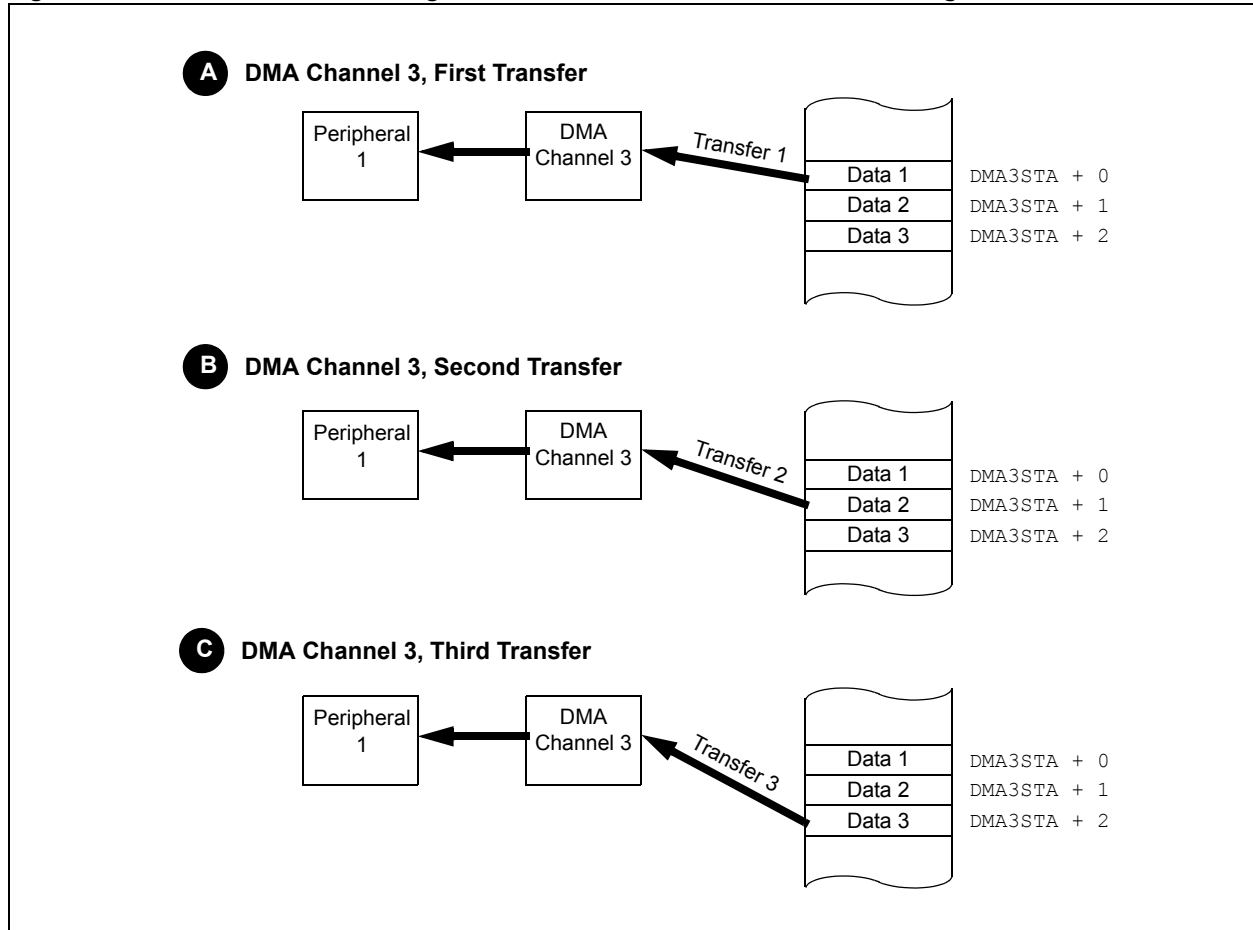 A DMA Channel 3, First Transfer
Peripheral
1
DMA
Channel 3
Transfer 1
Data 1 DMA3STA + 0
Data 2 DMA3STA + 1
Data 3 DMA3STA + 2
B DMA Channel 3, Second Transfer
Peripheral
1
DMA
Channel 3
Transfer 2
Data 1 DMA3STA + 0
Data 2 DMA3STA + 1
Data 3 DMA3STA + 2
C DMA Channel 3, Third Transfer
Peripheral
1
DMA
Channel 3
Transfer 3
Data 1 DMA3STA + 0
Data 2 DMA3STA + 1
Data 3 DMA3STA + 2